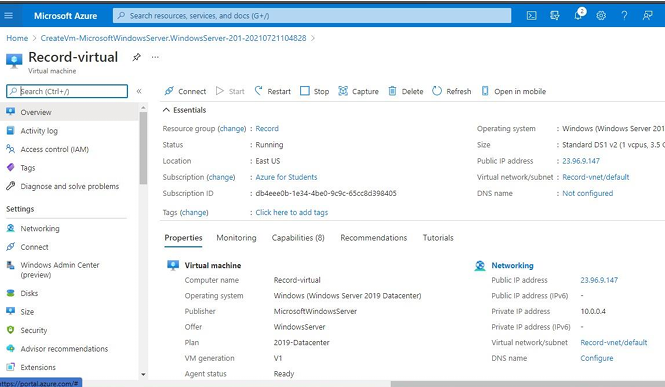 Microsoft Azure
Search resources, services, and docs (G+/)
Home > CreateVm-MicrosoftWindowsServer.WindowsServer-201-20210721104828 >
Record-virtual
Virtual machine
Search (Ctrl+/)
Overview
Activity log
Access control (IAM)
Tags
Diagnose and solve problems
Settings
Networking
Connect
Windows Admin Center
(preview)
Disks
Size
Security
Advisor recommendations
Extensions
Connect Start Restart Stop Capture Delete Refresh Open in mobile
Essentials
Resource group (change) : Record
Status : Running
Location : East US
Subscription (change) : Azure for Students
Subscription ID : db4eee0b-1e34-4be0-9c9c-65cc8d398405
Tags (change) : Click here to add tags
Operating system : Windows (Windows Server 201
Size : Standard DS1 v2 (1 vcpus, 3.5 G
Public IP address : 23.96.9.147
Virtual network/subnet : Record-vnet/default
DNS name : Not configured
Properties Monitoring Capabilities (8) Recommendations Tutorials
Virtual machine
Computer name Record-virtual
Operating system Windows (Windows Server 2019 Datacenter)
Publisher MicrosoftWindowsServer
Offer WindowsServer
Plan 2019-Datacenter
VM generation V1
Agent status Ready
Networking
Public IP address 23.96.9.147
Public IP address (IPv6) -
Private IP address 10.0.0.4
Private IP address (IPv6) -
Virtual network/subnet Record-vnet/default
DNS name Configure
https://portal.azure.com/#